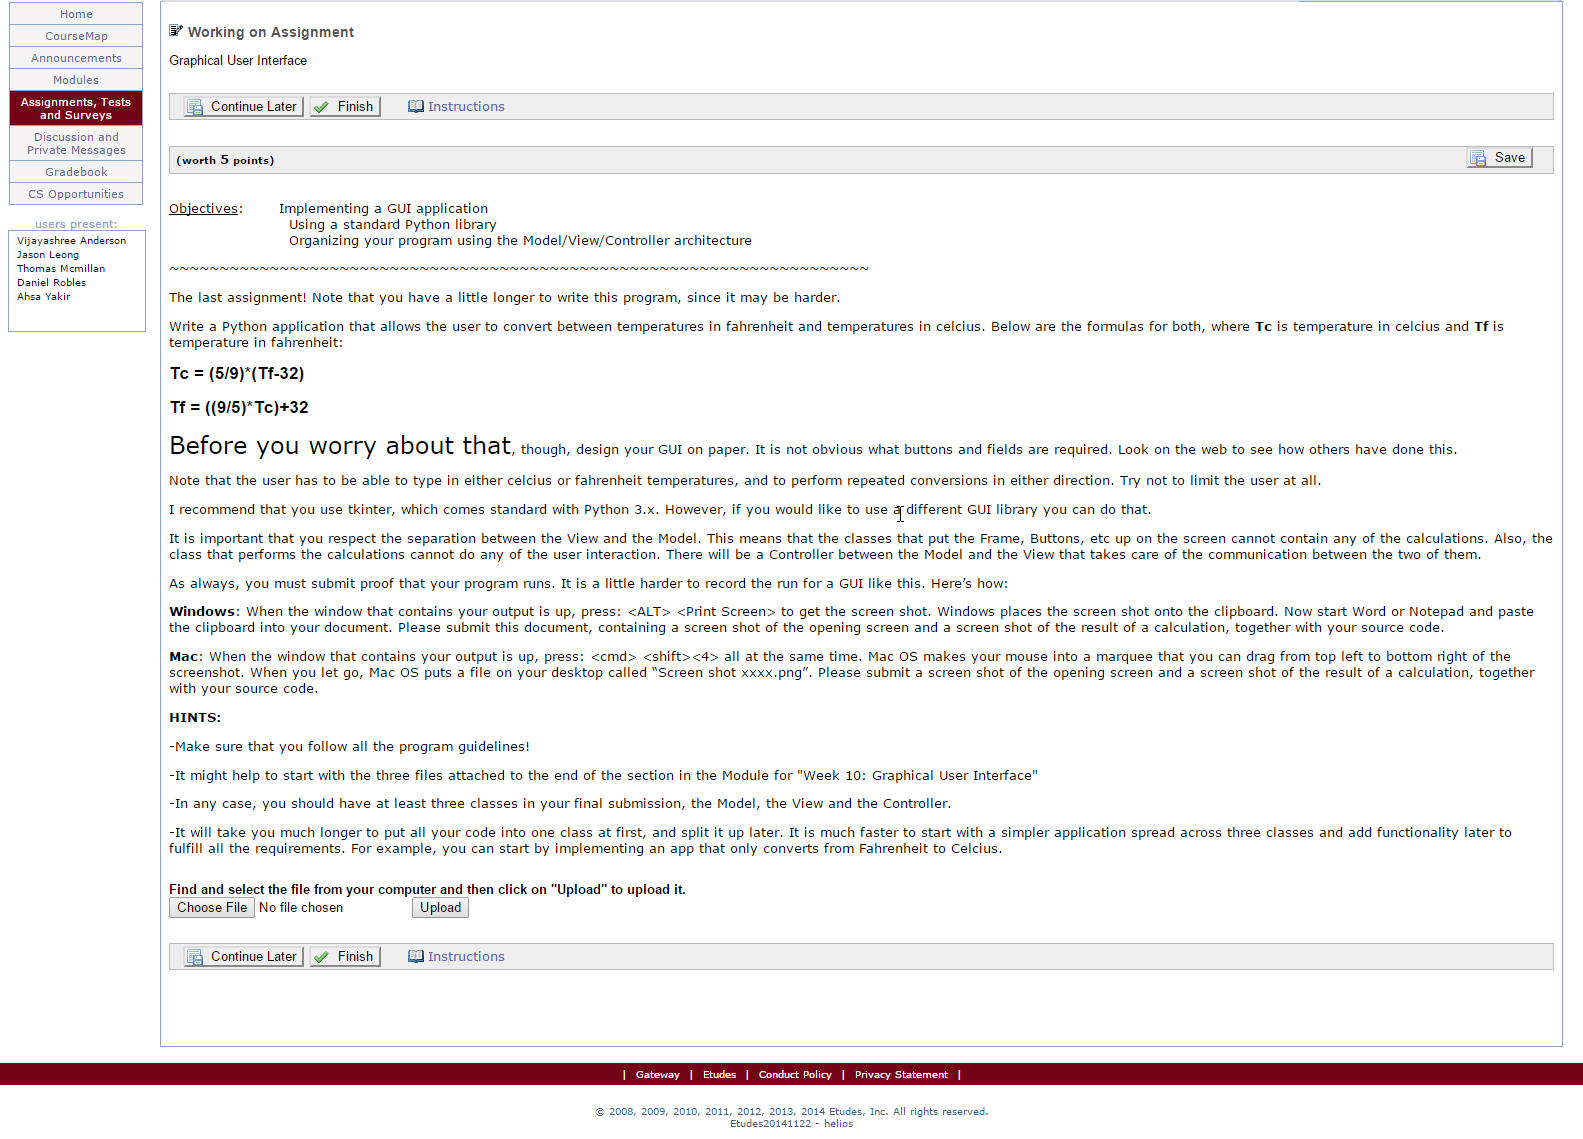 Home
CourseMap
Announcements
Modules
Assignments, Tests
and Surveys
Discussion and
Private Messages
Gradebook
CS Opportunities
users present:
Vijayashree Anderson
Jason Leong
Thomas Mcmillan
Daniel Robles
Ahsa Yakir
Working on Assignment
Graphical User Interface
Continue Later Finish Instructions
(worth 5 points) Save
Objectives: Implementing a GUI application
Using a standard Python library
Organizing your program using the Model/View/Controller architecture
~~~~~~~~~~~~~~~~~~~~~~~~~~~~~~~~~~~~~~~~~~~~~~~~~~~~~~~~~~~~~~~~~~~~~~
The last assignment! Note that you have a little longer to write this program, since it may be harder.
Write a Python application that allows the user to convert between temperatures in fahrenheit and temperatures in celcius. Below are the formulas for both, where Tc is temperature in celcius and Tf is
temperature in fahrenheit:
Tc = (5/9)*(Tf-32)
Tf = ((9/5)*Tc)+32
Before you worry about that, though, design your GUI on paper. It is not obvious what buttons and fields are required. Look on the web to see how others have done this.
Note that the user has to be able to type in either celcius or fahrenheit temperatures, and to perform repeated conversions in either direction. Try not to limit the user at all.
I recommend that you use tkinter, which comes standard with Python 3.x. However, if you would like to use a different GUI library you can do that.
It is important that you respect the separation between the View and the Model. This means that the classes that put the Frame, Buttons, etc up on the screen cannot contain any of the calculations. Also, the
class that performs the calculations cannot do any of the user interaction. There will be a Controller between the Model and the View that takes care of the communication between the two of them.
As always, you must submit proof that your program runs. It is a little harder to record the run for a GUI like this. Here’s how:
Windows: When the window that contains your output is up, press: <ALT> <Print Screen> to get the screen shot. Windows places the screen shot onto the clipboard. Now start Word or Notepad and paste
the clipboard into your document. Please submit this document, containing a screen shot of the opening screen and a screen shot of the result of a calculation, together with your source code.
Mac: When the window that contains your output is up, press: <cmd> <shift><4> all at the same time. Mac OS makes your mouse into a marquee that you can drag from top left to bottom right of the
screenshot. When you let go, Mac OS puts a file on your desktop called “Screen shot xxxx.png”. Please submit a screen shot of the opening screen and a screen shot of the result of a calculation, together
with your source code.
HINTS:
-Make sure that you follow all the program guidelines!
-It might help to start with the three files attached to the end of the section in the Module for "Week 10: Graphical User Interface"
-In any case, you should have at least three classes in your final submission, the Model, the View and the Controller.
-It will take you much longer to put all your code into one class at first, and split it up later. It is much faster to start with a simpler application spread across three classes and add functionality later to
fulfill all the requirements. For example, you can start by implementing an app that only converts from Fahrenheit to Celcius.
Find and select the file from your computer and then click on "Upload" to upload it.
Choose File No file chosen Upload
Continue Later Finish Instructions
| Gateway | Etudes | Conduct Policy | Privacy Statement |
© 2008, 2009, 2010, 2011, 2012, 2013, 2014 Etudes, Inc. All rights reserved.
Etudes20141122 - helios